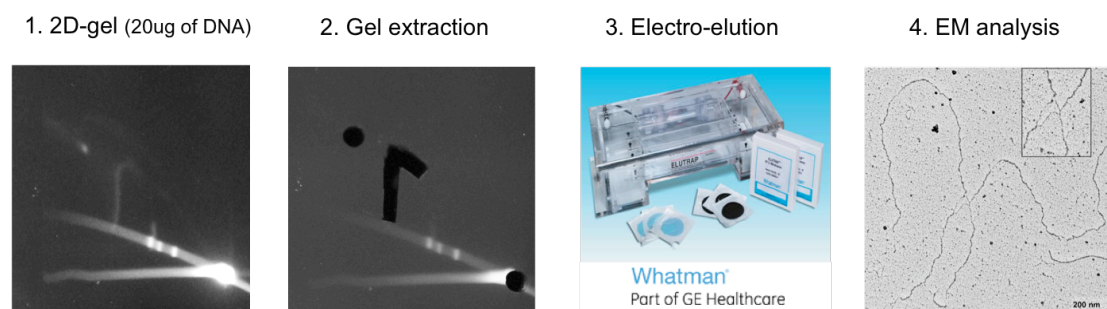 1. 2D-gel (20ug of DNA)
2. Gel extraction
3. Electro-elution
4. EM analysis
ELUTRAP
Whatman
Whatman®
Part of GE Healthcare
200 nm